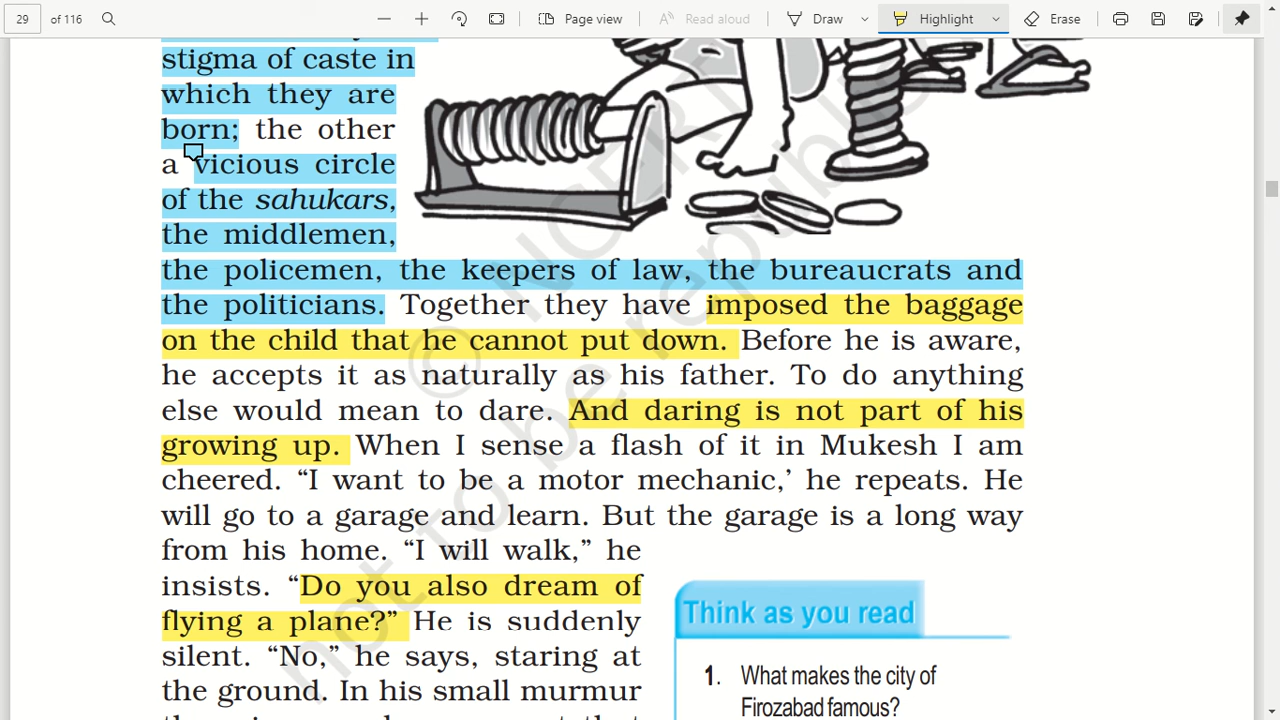 29
of 116
Page view
Read aloud
Draw
Highlight
Erase
stigma of caste in
which they are
born; the other
a vicious circle
of the sahukars,
the middlemen,
the policemen, the keepers of law, the bureaucrats and
the politicians. Together they have imposed the baggage
on the child that he cannot put down. Before he is aware,
he accepts it as naturally as his father. To do anything
else would mean to dare. And daring is not part of his
growing up. When I sense a flash of it in Mukesh I am
cheered. “I want to be a motor mechanic,’ he repeats. He
will go to a garage and learn. But the garage is a long way
from his home. “I will walk,” he
insists. “Do you also dream of
flying a plane?” He is suddenly
silent. “No,” he says, staring at
the ground. In his small murmur
Think as you read
1. What makes the city of
Firozabad famous?
© NCERT
not to be republished